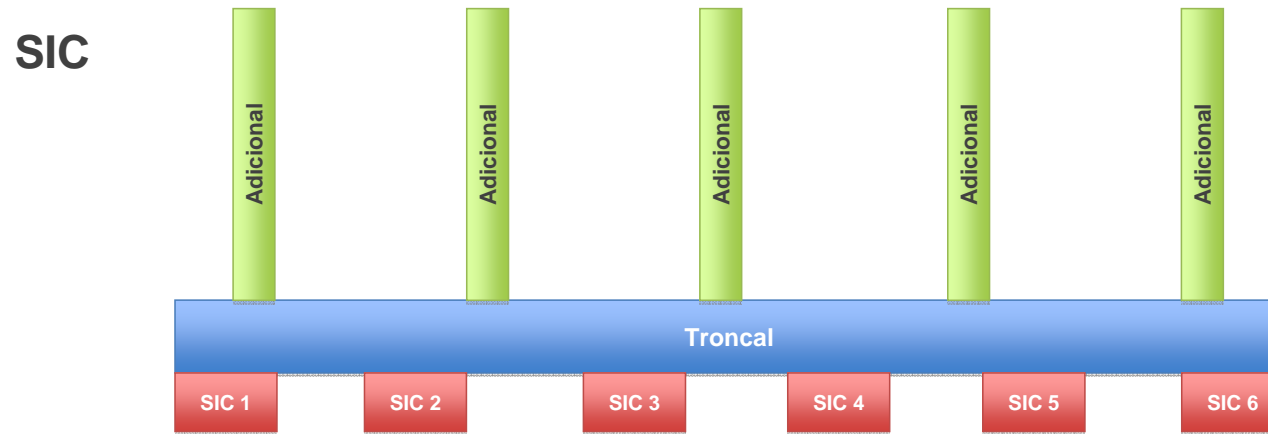 SIC
Adicional
Adicional
Adicional
Adicional
Adicional
Troncal
SIC 1
SIC 2
SIC 3
SIC 4
SIC 5
SIC 6